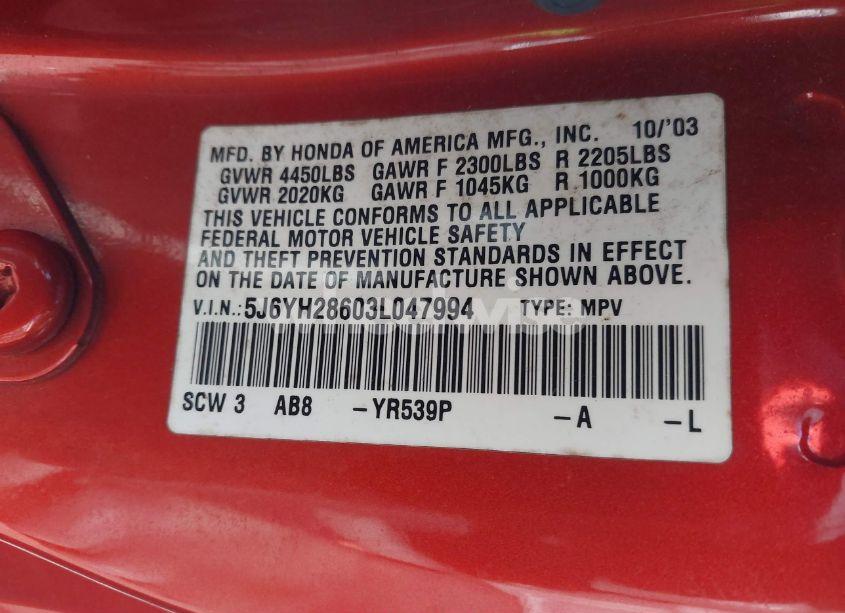 MFD. BY HONDA OF AMERICA MFG., INC. 10/'03
GVWR 4450LBS GAWR F 2300LBS R 2205LBS
GVWR 2020KG GAWR F 1045KG R 1000KG
THIS VEHICLE CONFORMS TO ALL APPLICABLE
FEDERAL MOTOR VEHICLE SAFETY
AND THEFT PREVENTION STANDARDS IN EFFECT
ON THE DATE OF MANUFACTURE SHOWN ABOVE.
V.I.N.: 5J6YH28603L047994 TYPE: MPV
SCW 3 AB8 -YR539P -A -L